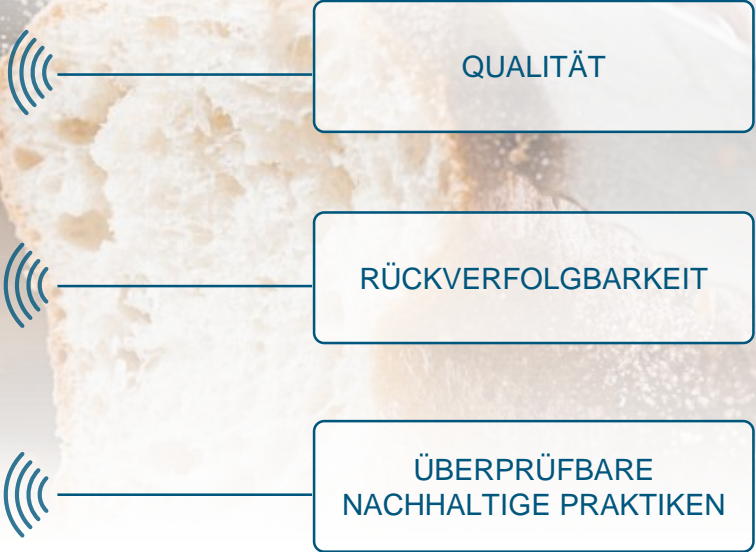 QUALITÄT
RÜCKVERFOLGBARKEIT
ÜBERPRÜFBARE
NACHHALTIGE PRAKTIKEN